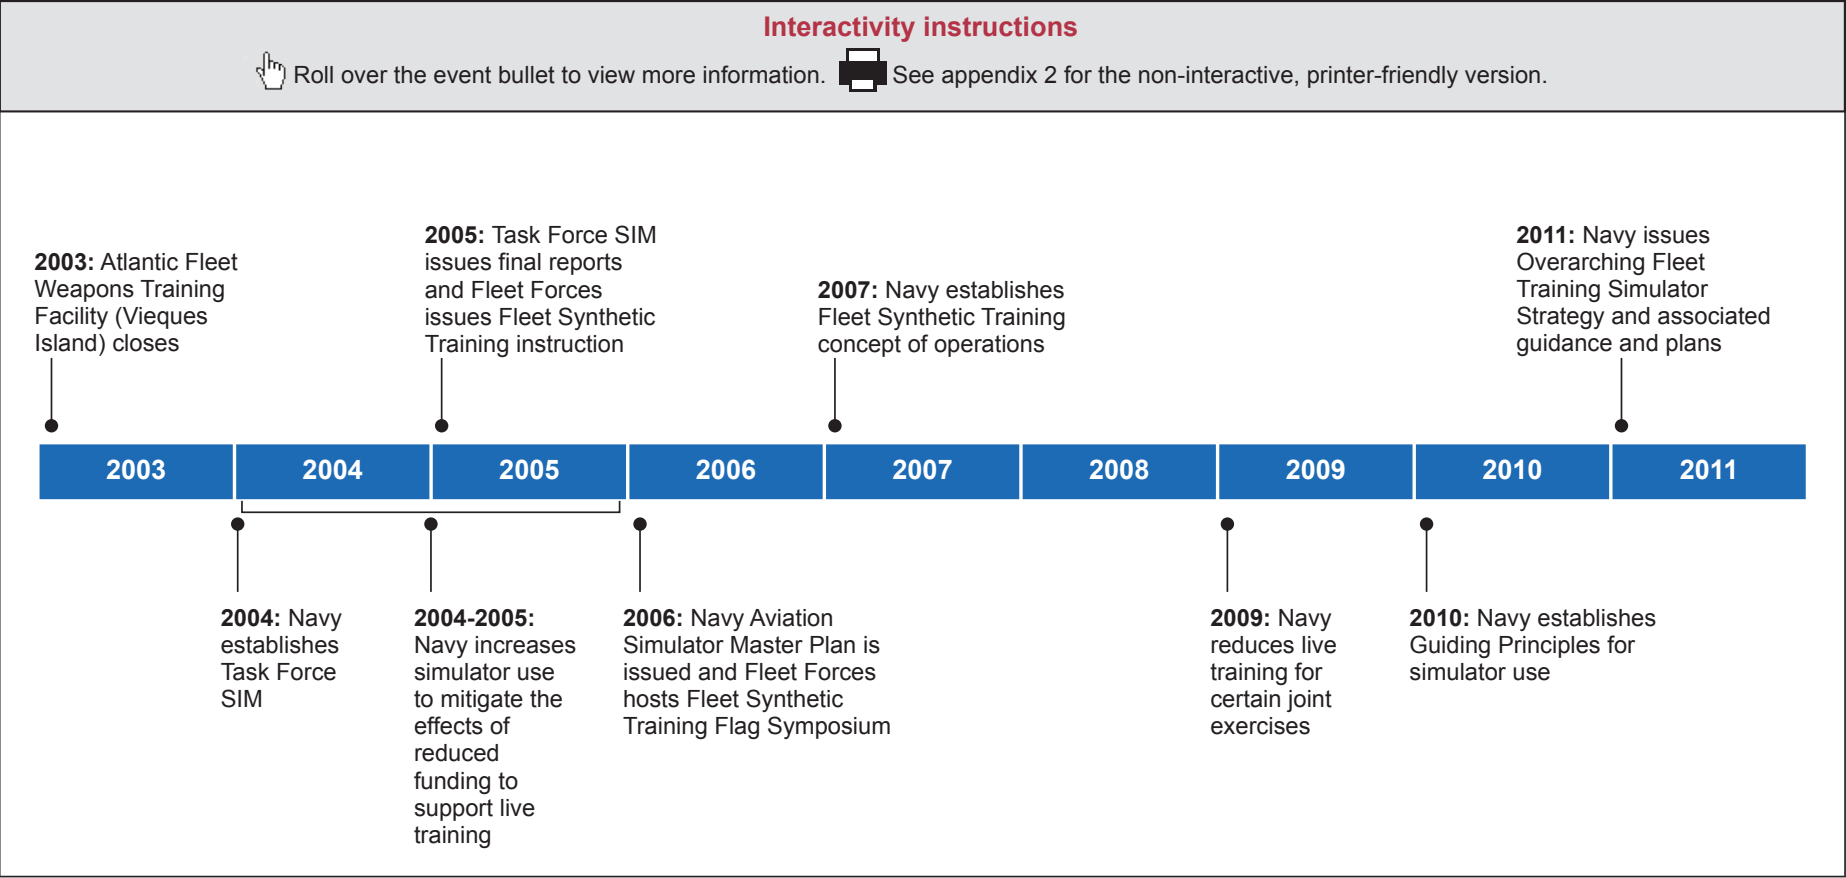 Interactivity instructions
Roll over the event bullet to view more information. See appendix 2 for the non-interactive, printer-friendly version.
2003: Atlantic Fleet
Weapons Training
Facility (Vieques
Island) closes
2005: Task Force SIM
issues final reports
and Fleet Forces
issues Fleet Synthetic
Training instruction
2007: Navy establishes
Fleet Synthetic Training
concept of operations
2011: Navy issues
Overarching Fleet
Training Simulator
Strategy and associated
guidance and plans
2003 2004 2005 2006 2007 2008 2009 2010 2011
2004: Navy
establishes
Task Force
SIM
2004-2005:
Navy increases
simulator use
to mitigate the
effects of
reduced
funding to
support live
training
2006: Navy Aviation
Simulator Master Plan is
issued and Fleet Forces
hosts Fleet Synthetic
Training Flag Symposium
2009: Navy
reduces live
training for
certain joint
exercises
2010: Navy establishes
Guiding Principles for
simulator use